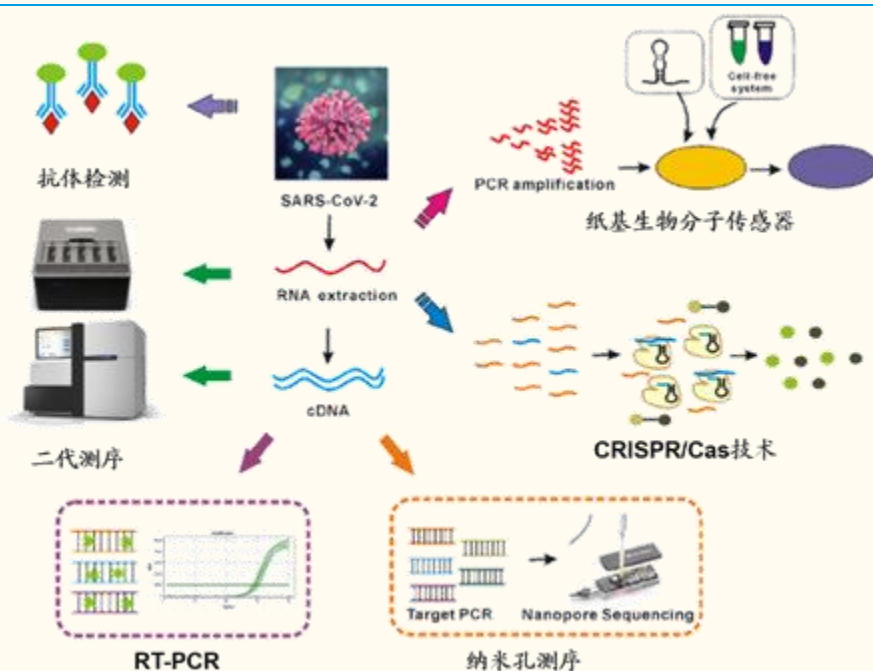 抗体检测
SARS-CoV-2
RNA extraction
cDNA
二代测序
PCR amplification
Cell-free
system
纸基生物分子传感器
CRISPR/Cas技术
RT-PCR
Target PCR
Nanopore Sequencing
纳米孔测序